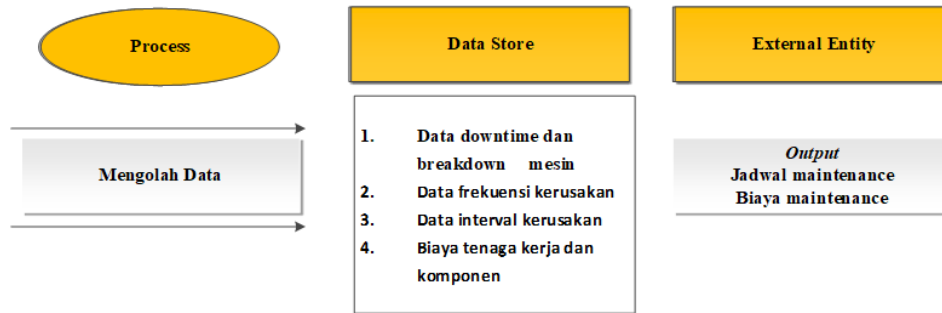 Process
Data Store
External Entity
Mengolah Data
1. Data downtime dan
breakdown mesin
2. Data frekuensi kerusakan
3. Data interval kerusakan
4. Biaya tenaga kerja dan
komponen
Output
Jadwal maintenance
Biaya maintenance